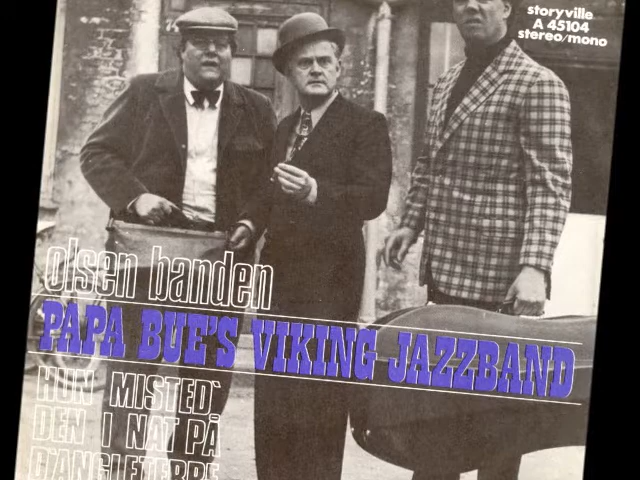 storyville
A 45104
stereo/mono
olsen banden
PAPA BUE'S VIKING JAZZBAND
HUN MISTED'
DEN I NAT PÅ
D'ANGLETERRE